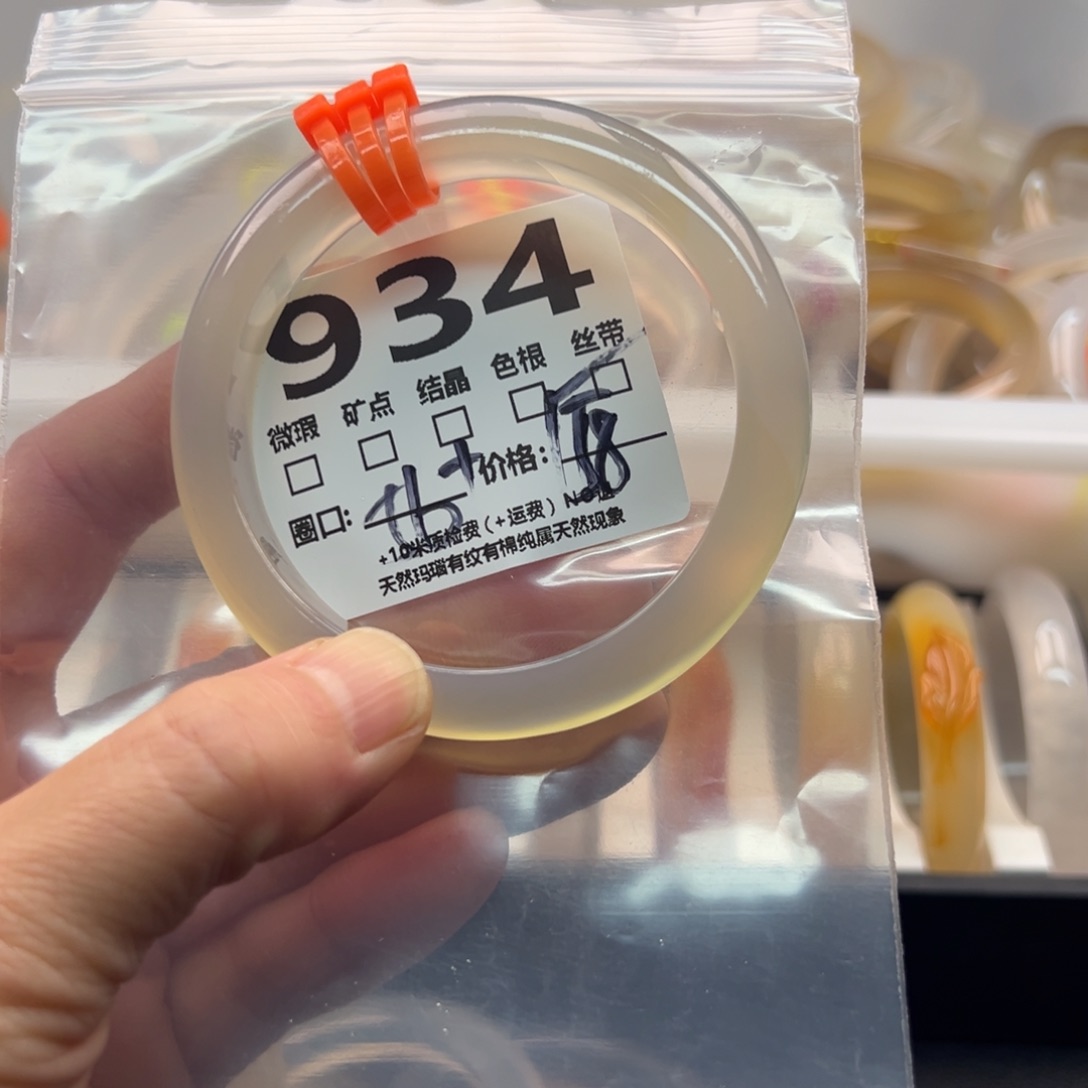 934
微瑕 矿点 结晶 色根 丝带
圈口: 价格:
+10米质检费（+运费）
天然玛瑙有纹有棉纯属天然现象